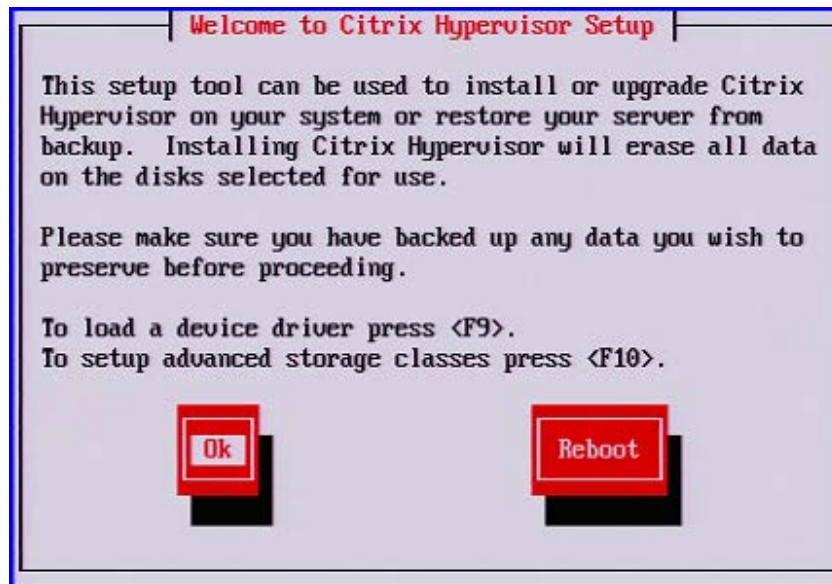 Welcome to Citrix Hypervisor Setup
This setup tool can be used to install or upgrade Citrix
Hypervisor on your system or restore your server from
backup.  Installing Citrix Hypervisor will erase all data
on the disks selected for use.
Please make sure you have backed up any data you wish to
preserve before proceeding.
To load a device driver press <F9>.
To setup advanced storage classes press <F10>.
Ok
Reboot